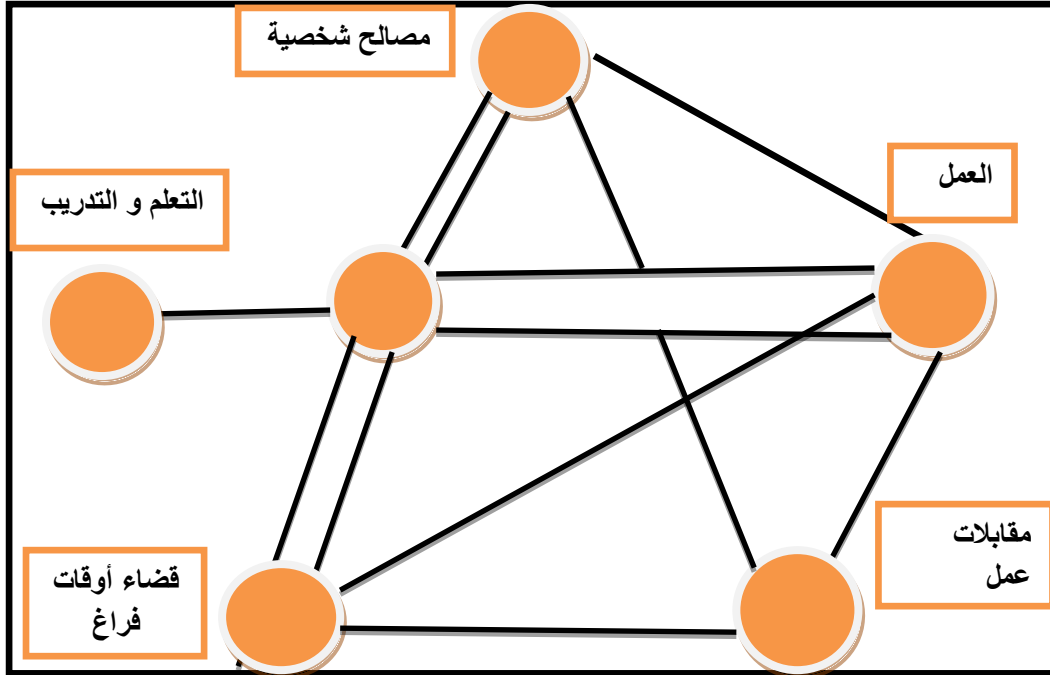 مصالح شخصية
العمل
التعلم و التدريب
مقابلات
عمل
قضاء أوقات
فراغ